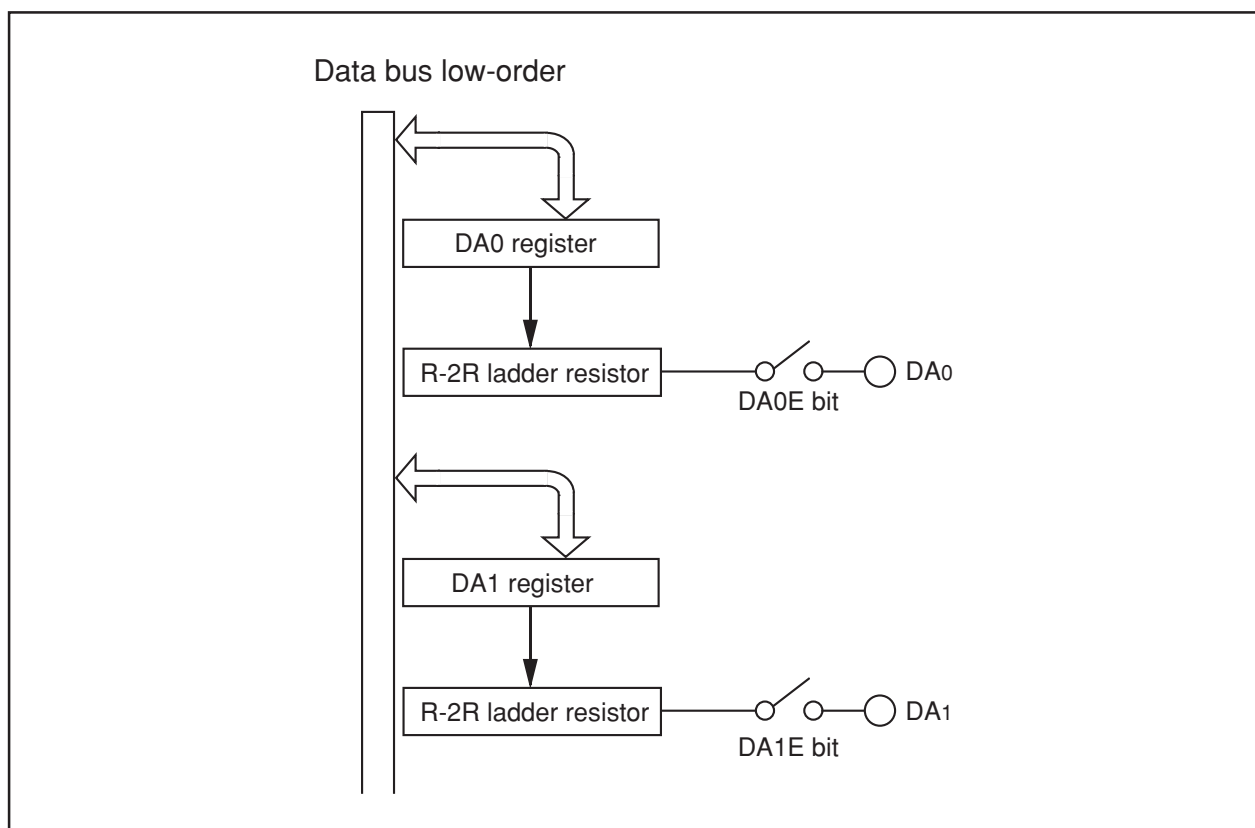 Data bus low-order
DA0 register
R-2R ladder resistor
DA0
DA0E bit
DA1 register
R-2R ladder resistor
DA1
DA1E bit